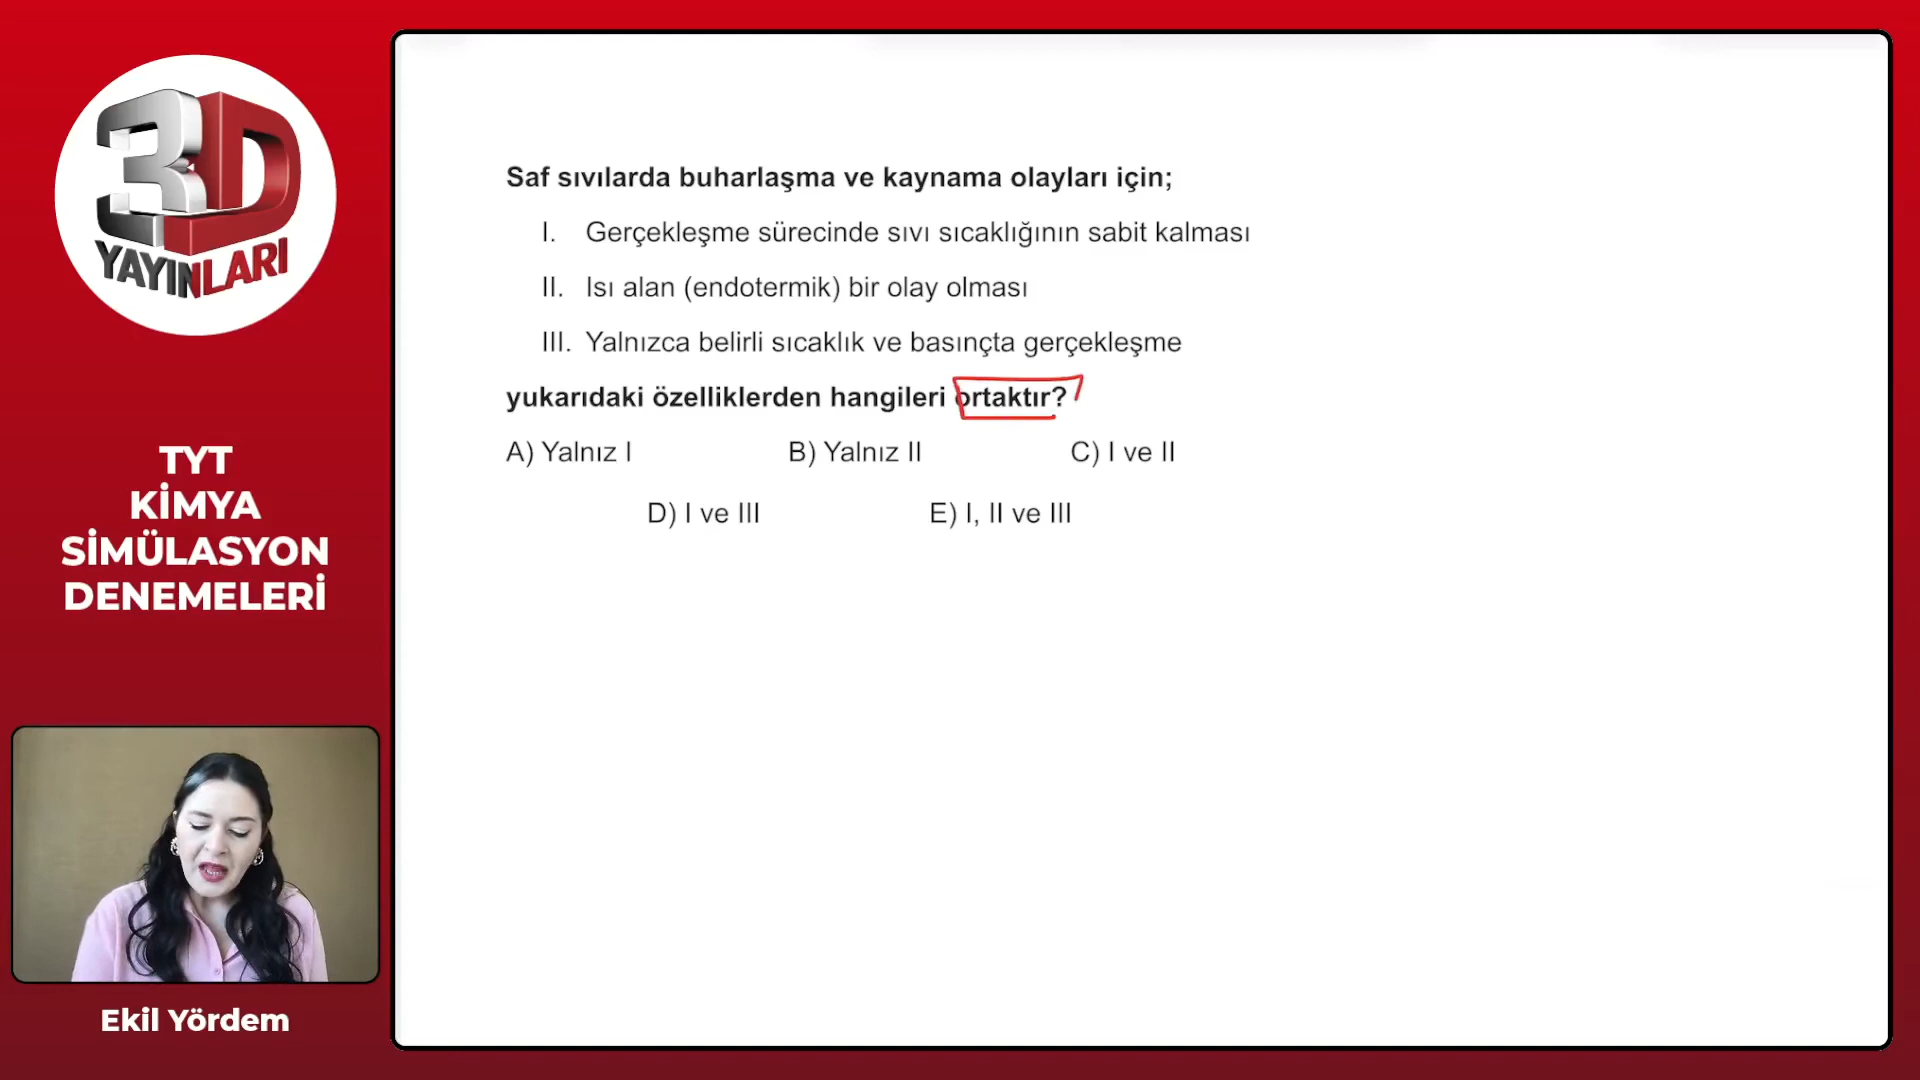 3D
YAYINLARI
TYT
KİMYA
SİMÜLASYON
DENEMELERİ
Ekil Yördem
Saf sıvılarda buharlaşma ve kaynama olayları için;
I. Gerçekleşme sürecinde sıvı sıcaklığının sabit kalması
II. Isı alan (endotermik) bir olay olması
III. Yalnızca belirli sıcaklık ve basınçta gerçekleşme
yukarıdaki özelliklerden hangileri ortaktır?
A) Yalnız I B) Yalnız II C) I ve II
D) I ve III E) I, II ve III